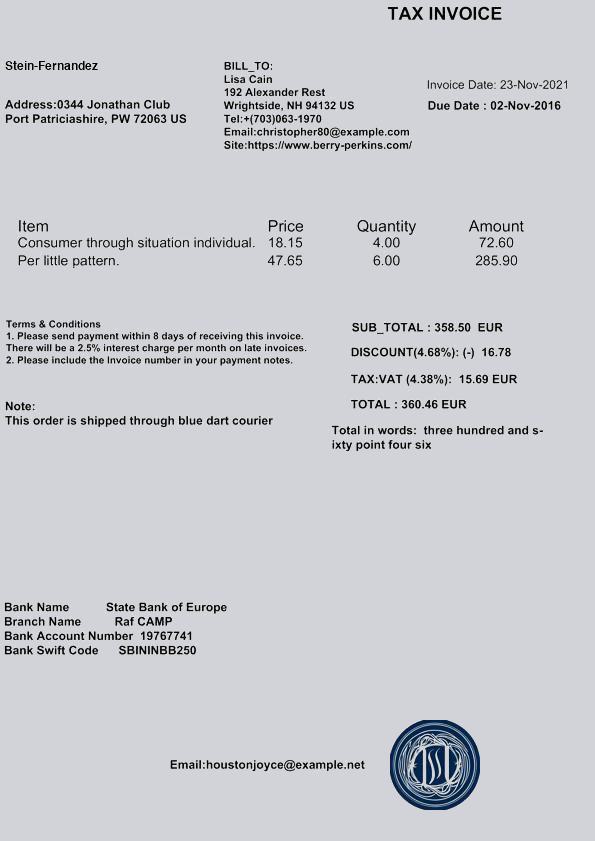 TAX INVOICE
Stein-Fernandez
Address:0344 Jonathan Club
Port Patriciashire, PW 72063 US
BILL_TO:
Lisa Cain
192 Alexander Rest
Wrightside, NH 94132 US
Tel:+(703)063-1970
Email:christopher80@example.com
Site:https://www.berry-perkins.com/
Invoice Date: 23-Nov-2021
Due Date : 02-Nov-2016
Item Price Quantity Amount
Consumer through situation individual. 18.15 4.00 72.60
Per little pattern. 47.65 6.00 285.90
Terms & Conditions
1. Please send payment within 8 days of receiving this invoice.
There will be a 2.5% interest charge per month on late invoices.
2. Please include the Invoice number in your payment notes.
Note:
This order is shipped through blue dart courier
SUB_TOTAL : 358.50 EUR
DISCOUNT(4.68%): (-) 16.78
TAX:VAT (4.38%): 15.69 EUR
TOTAL : 360.46 EUR
Total in words: three hundred and s-
ixty point four six
Bank Name State Bank of Europe
Branch Name Raf CAMP
Bank Account Number 19767741
Bank Swift Code SBININBB250
Email:houstonjoyce@example.net